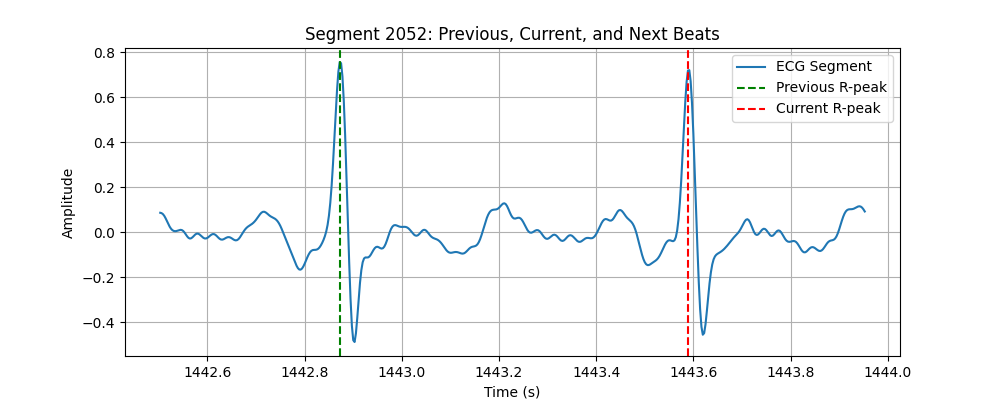 Segment 2052: Previous, Current, and Next Beats
ECG Segment
Previous R-peak
Current R-peak
Amplitude
0.8
0.6
0.4
0.2
0.0
−0.2
−0.4
1442.6 1442.8 1443.0 1443.2 1443.4 1443.6 1443.8 1444.0
Time (s)